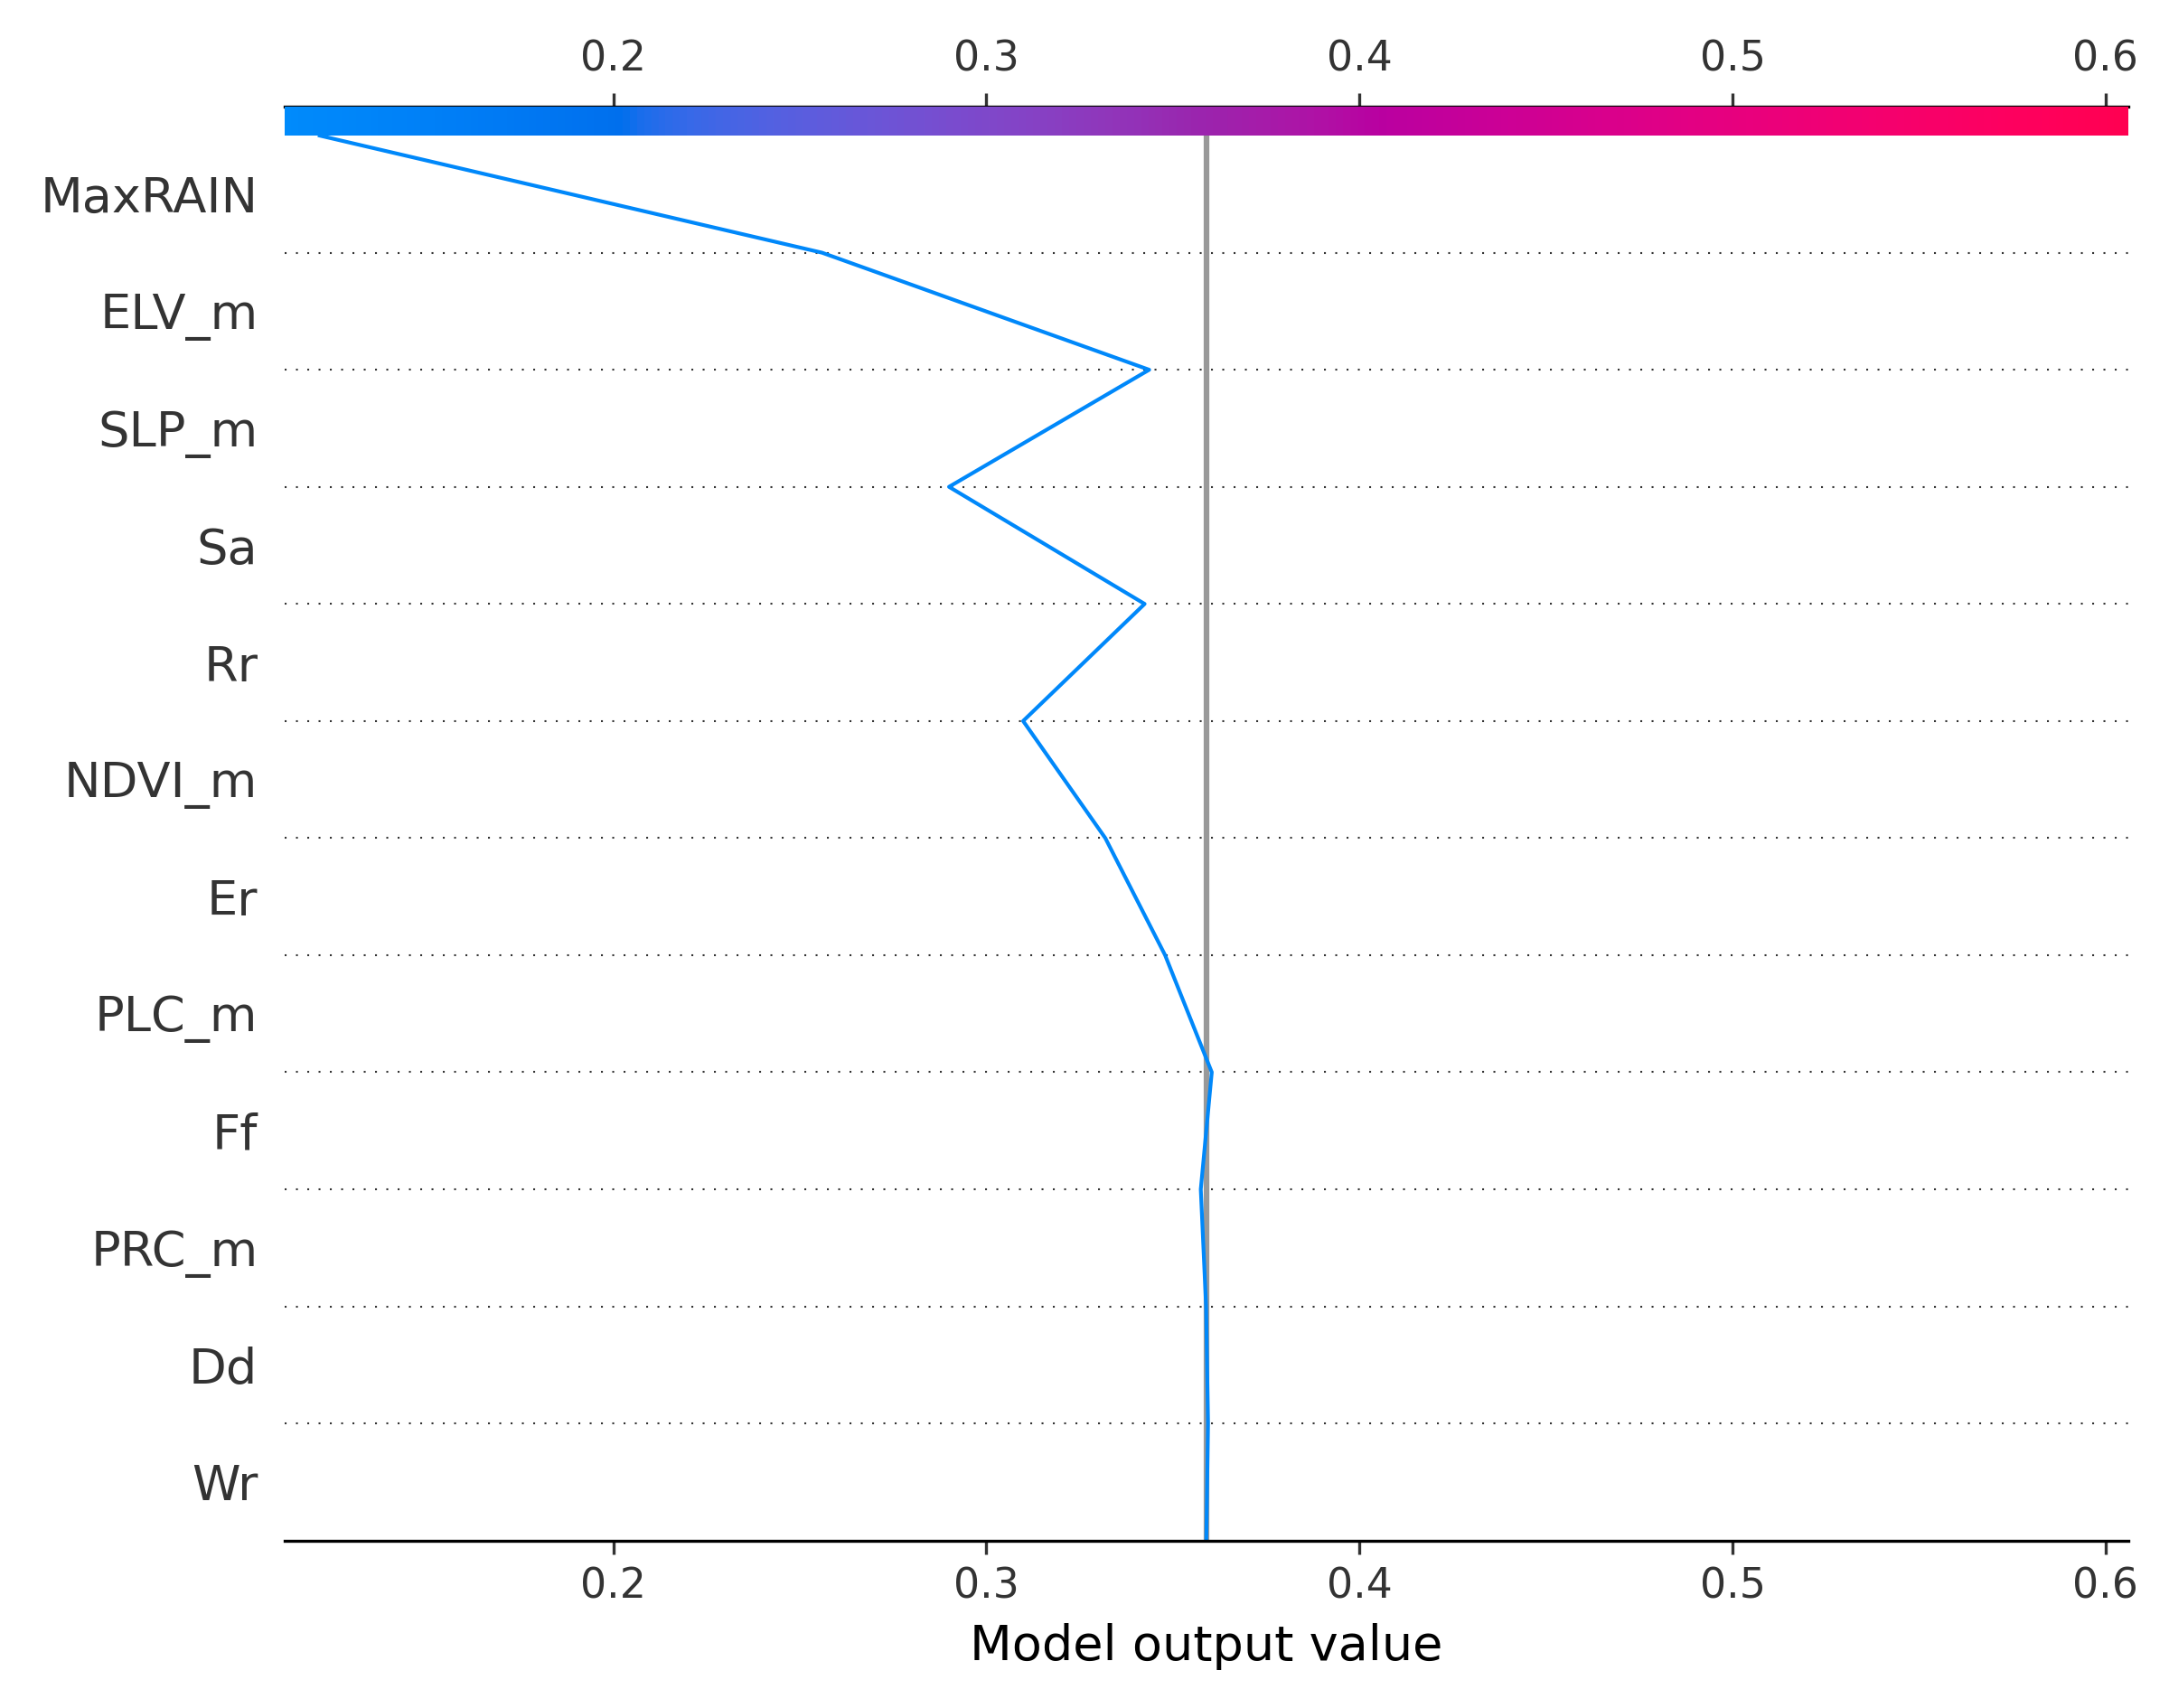 0.2 0.3 0.4 0.5 0.6
MaxRAIN
ELV_m
SLP_m
Sa
Rr
NDVI_m
Er
PLC_m
Ff
PRC_m
Dd
Wr
0.2 0.3 0.4 0.5 0.6
Model output value